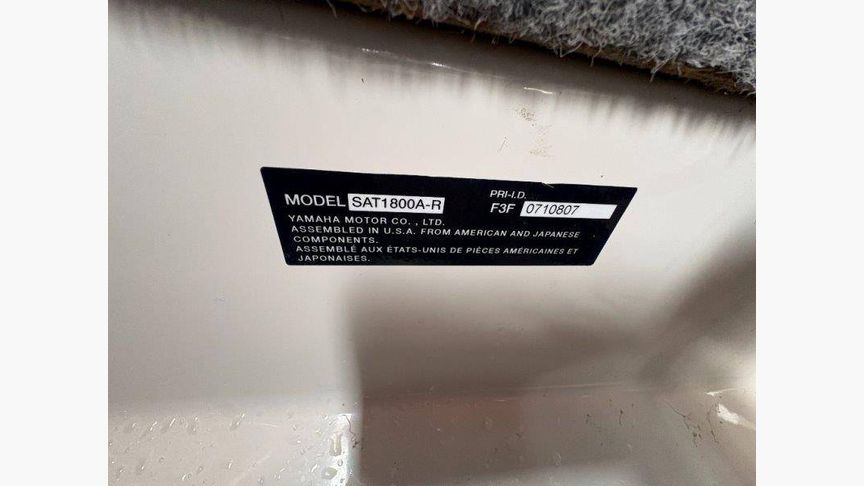 MODEL SAT1800A-R
PRI-I.D.
F3F 0710807
YAMAHA MOTOR CO. , LTD.
ASSEMBLED IN U.S.A. FROM AMERICAN AND JAPANESE
COMPONENTS.
ASSEMBLÉ AUX ÉTATS-UNIS DE PIÈCES AMÉRICAINES ET
JAPONAISES.